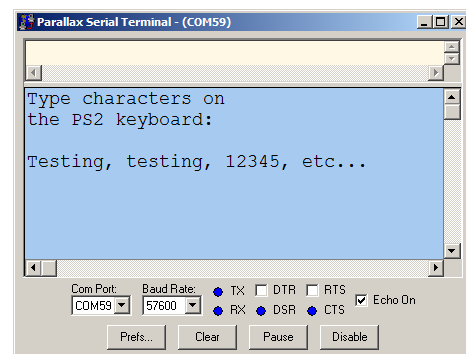 Parallax Serial Terminal - (COM59)
Type characters on
the PS2 keyboard:
Testing, testing, 12345, etc...
Com Port: Baud Rate: TX DTR RTS
COM59 57600 RX DSR CTS Echo On
Prefs... Clear Pause Disable